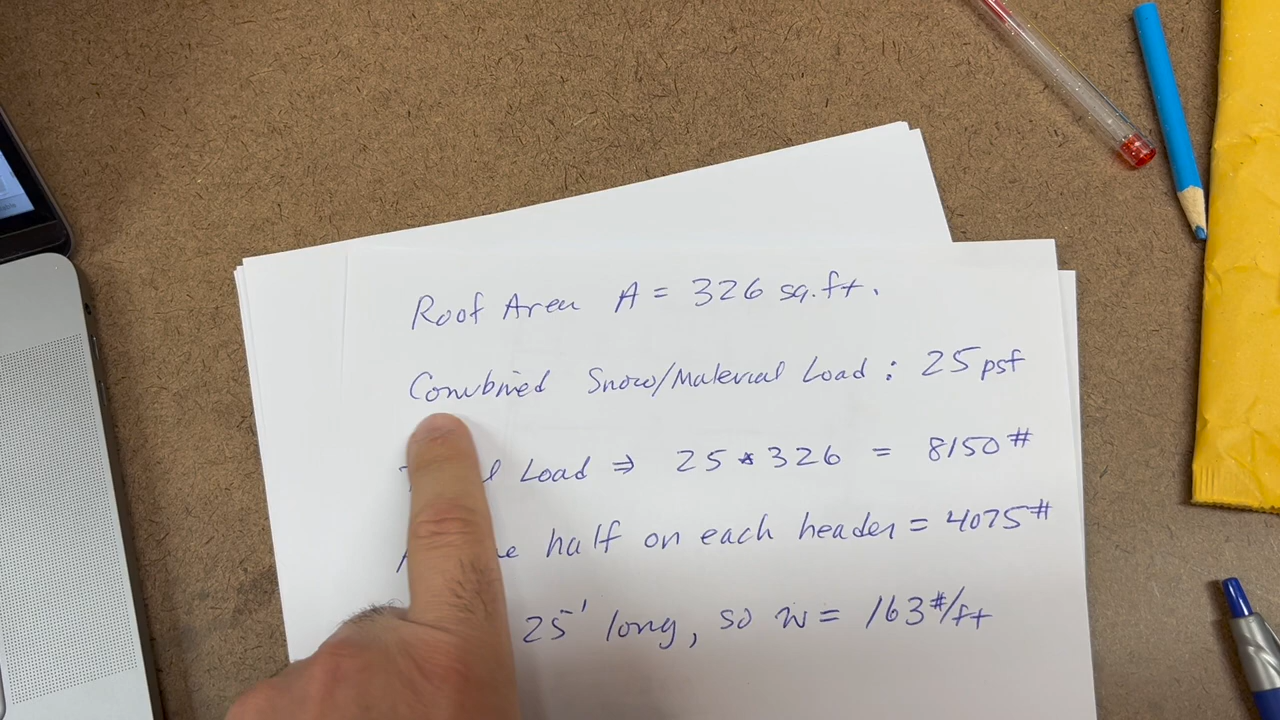 Roof Area A = 326 sq.ft.
Combined Snow/Material Load : 25 psf
Load ⇒ 25 * 326 = 8150#
half on each header = 4075#
25' long, so w = 163#/ft